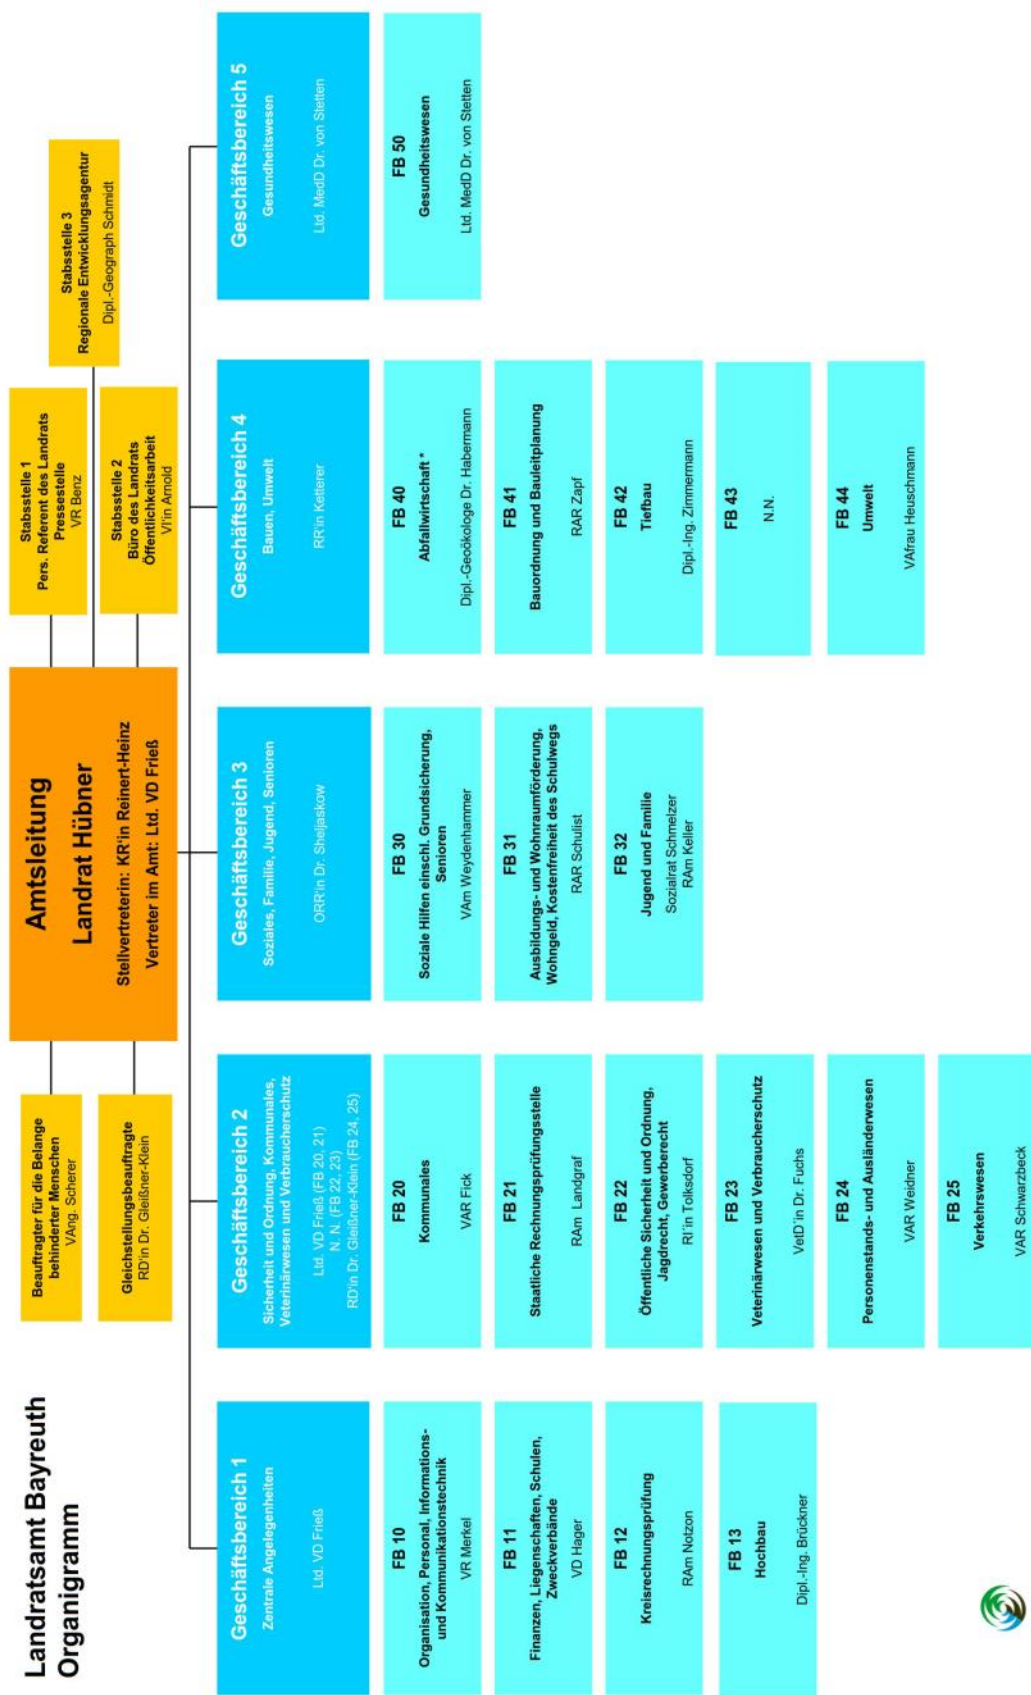 Landratsamt Bayreuth
Organigramm
Beauftragter für die Belange
behinderter Menschen
VAng. Scherer
Gleichstellungsbeauftragte
RD'in Dr. Gleißner-Klein
Amtsleitung
Landrat Hübner
Stellvertreterin: KR'in Reinert-Heinz
Vertreter im Amt: Ltd. VD Frieß
Stabsstelle 1
Pers. Referent des Landrats
Pressestelle
VR Benz
Stabsstelle 2
Büro des Landrats
Öffentlichkeitsarbeit
VI'in Arnold
Stabsstelle 3
Regionale Entwicklungsagentur
Dipl.-Geograph Schmidt
Geschäftsbereich 1
Zentrale Angelegenheiten
Ltd. VD Frieß
FB 10
Organisation, Personal, Informations-
und Kommunikationstechnik
VR Merkel
FB 11
Finanzen, Liegenschaften, Schulen,
Zweckverbände
VD Hager
FB 12
Kreisrechnungsprüfung
RAm Notzon
FB 13
Hochbau
Dipl.-Ing. Brückner
Geschäftsbereich 2
Sicherheit und Ordnung, Kommunales,
Veterinärwesen und Verbraucherschutz
Ltd. VD Frieß (FB 20, 21)
N. N. (FB 22, 23)
RD'in Dr. Gleißner-Klein (FB 24, 25)
FB 20
Kommunales
VAR Fick
FB 21
Staatliche Rechnungsprüfungsstelle
RAm Landgraf
FB 22
Öffentliche Sicherheit und Ordnung,
Jagdrecht, Gewerberecht
RI'in Tolksdorf
FB 23
Veterinärwesen und Verbraucherschutz
VetD'in Dr. Fuchs
FB 24
Personenstands- und Ausländerwesen
VAR Weidner
FB 25
Verkehrswesen
VAR Schwarzbeck
Geschäftsbereich 3
Soziales, Familie, Jugend, Senioren
ORR'in Dr. Sheljaskow
FB 30
Soziale Hilfen einschl. Grundsicherung,
Senioren
VAm Weydenhammer
FB 31
Ausbildungs- und Wohnraumförderung,
Wohngeld, Kostenfreiheit des Schulwegs
RAR Schulist
FB 32
Jugend und Familie
Sozialrat Schmelzer
RAm Keller
Geschäftsbereich 4
Bauen, Umwelt
RR'in Ketterer
FB 40
Abfallwirtschaft *
Dipl.-Geoökologe Dr. Habermann
FB 41
Bauordnung und Bauleitplanung
RAR Zapf
FB 42
Tiefbau
Dipl.-Ing. Zimmermann
FB 43
N.N.
FB 44
Umwelt
VAfrau Heuschmann
Geschäftsbereich 5
Gesundheitswesen
Ltd. MedD Dr. von Stetten
FB 50
Gesundheitswesen
Ltd. MedD Dr. von Stetten